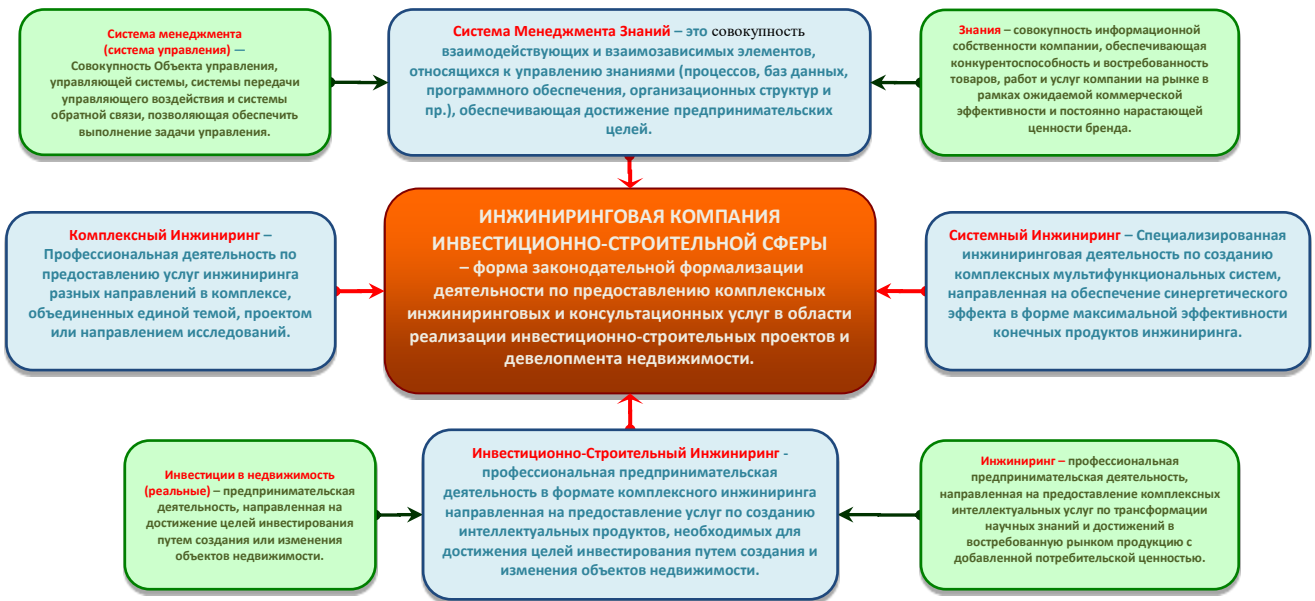 Система менеджмента
(система управления) —
Совокупность Объекта управления,
управляющей системы, системы передачи
управляющего воздействия и системы
обратной связи, позволяющая обеспечить
выполнение задачи управления.
Система Менеджмента Знаний – это совокупность
взаимодействующих и взаимозависимых элементов,
относящихся к управлению знаниями (процессов, баз данных,
программного обеспечения, организационных структур и
пр.), обеспечивающая достижение предпринимательских
целей.
Знания – совокупность информационной
собственности компании, обеспечивающая
конкурентоспособность и востребованность
товаров, работ и услуг компании на рынке в
рамках ожидаемой коммерческой
эффективности и постоянно нарастающей
ценности бренда.
Комплексный Инжиниринг –
Профессиональная деятельность по
предоставлению услуг инжиниринга
разных направлений в комплексе,
объединенных единой темой, проектом
или направлением исследований.
ИНЖИНИРИНГОВАЯ КОМПАНИЯ
ИНВЕСТИЦИОННО-СТРОИТЕЛЬНОЙ СФЕРЫ
– форма законодательной формализации
деятельности по предоставлению комплексных
инжиниринговых и консультационных услуг в области
реализации инвестиционно-строительных проектов и
девелопмента недвижимости.
Системный Инжиниринг – Специализированная
инжиниринговая деятельность по созданию
комплексных мультифункциональных систем,
направленная на обеспечение синергетического
эффекта в форме максимальной эффективности
конечных продуктов инжиниринга.
Инвестиции в недвижимость
(реальные) – предпринимательская
деятельность, направленная на
достижение целей инвестирования
путем создания или изменения
объектов недвижимости.
Инвестиционно-Строительный Инжиниринг -
профессиональная предпринимательская
деятельность в формате комплексного инжиниринга
направленная на предоставление услуг по созданию
интеллектуальных продуктов, необходимых для
достижения целей инвестирования путем создания и
изменения объектов недвижимости.
Инжиниринг – профессиональная
предпринимательская деятельность,
направленная на предоставление комплексных
интеллектуальных услуг по трансформации
научных знаний и достижений в
востребованную рынком продукцию с
добавленной потребительской ценностью.